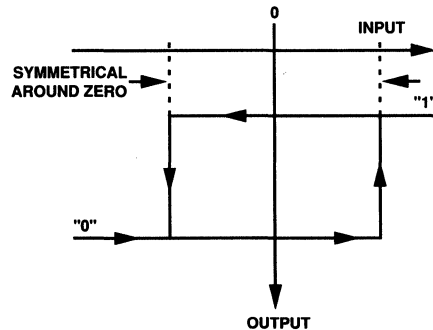 0
INPUT
SYMMETRICAL
AROUND ZERO
"1"
"0"
OUTPUT